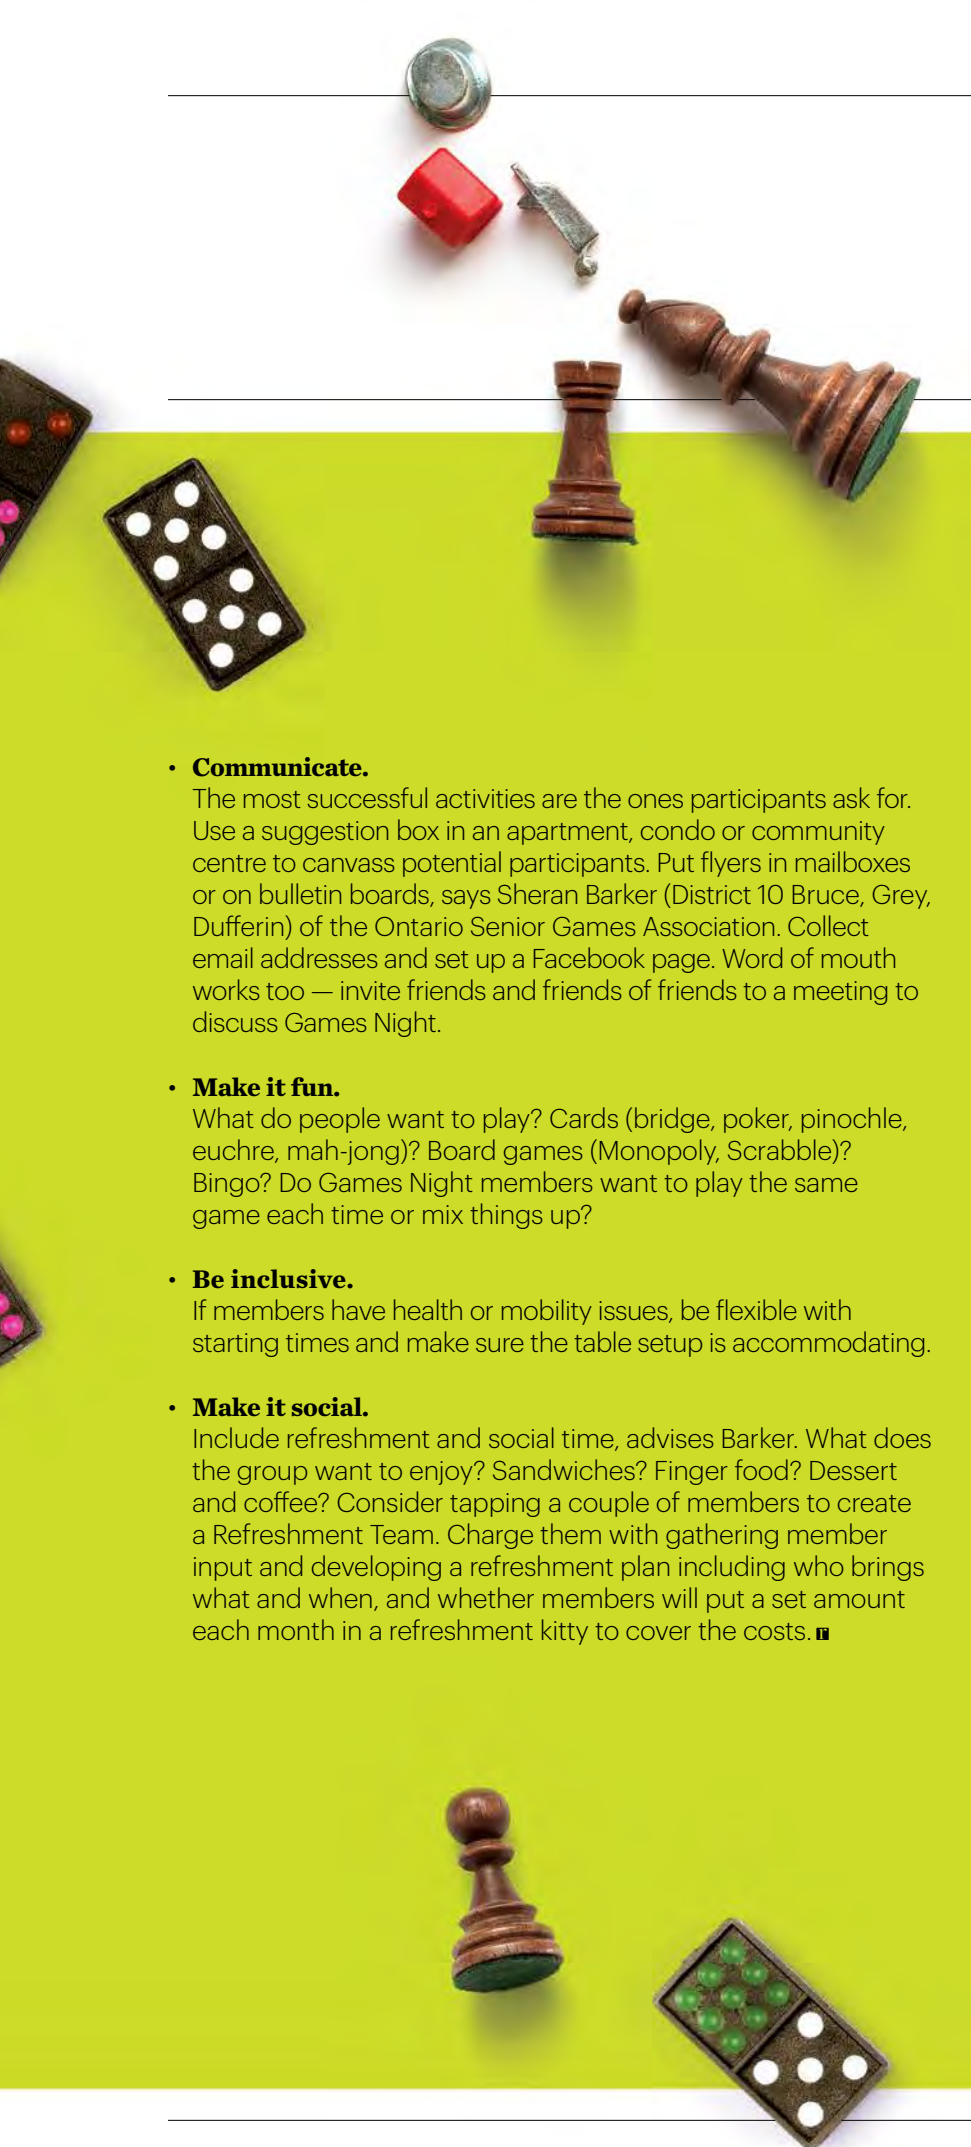 • Communicate.
The most successful activities are the ones participants ask for.
Use a suggestion box in an apartment, condo or community
centre to canvass potential participants. Put flyers in mailboxes
or on bulletin boards, says Sheran Barker (District 10 Bruce, Grey,
Dufferin) of the Ontario Senior Games Association. Collect
email addresses and set up a Facebook page. Word of mouth
works too — invite friends and friends of friends to a meeting to
discuss Games Night.
• Make it fun.
What do people want to play? Cards (bridge, poker, pinochle,
euchre, mah-jong)? Board games (Monopoly, Scrabble)?
Bingo? Do Games Night members want to play the same
game each time or mix things up?
• Be inclusive.
If members have health or mobility issues, be flexible with
starting times and make sure the table setup is accommodating.
• Make it social.
Include refreshment and social time, advises Barker. What does
the group want to enjoy? Sandwiches? Finger food? Dessert
and coffee? Consider tapping a couple of members to create
a Refreshment Team. Charge them with gathering member
input and developing a refreshment plan including who brings
what and when, and whether members will put a set amount
each month in a refreshment kitty to cover the costs. r